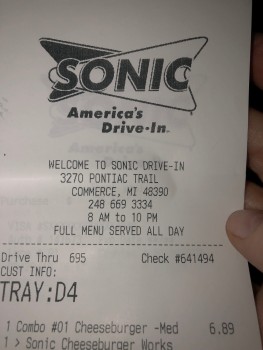 SONIC
America's
Drive-In
WELCOME TO SONIC DRIVE-IN
3270 PONTIAC TRAIL
COMMERCE, MI 48390
248 669 3334
8 AM to 10 PM
FULL MENU SERVED ALL DAY
Drive Thru 695 Check #641494
CUST INFO:
TRAY:D4
1 Combo #01 Cheeseburger -Med 6.89
1 > Sonic Cheeseburger Works